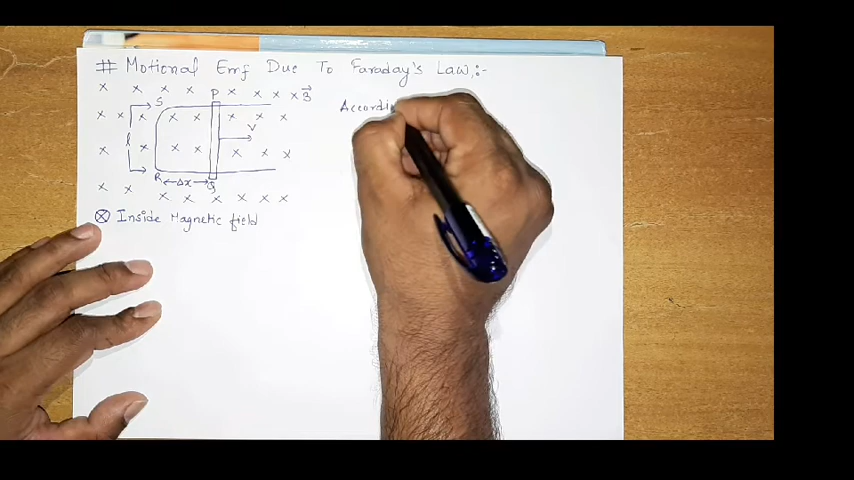 # Motional Emf Due To Faraday's Law,:-
x x x x P x x x x B
S
x x x x x x x
l
V
x x x x x x
R Δx Q
x x x x x x x x
⊗ Inside Magnetic field
Accordi